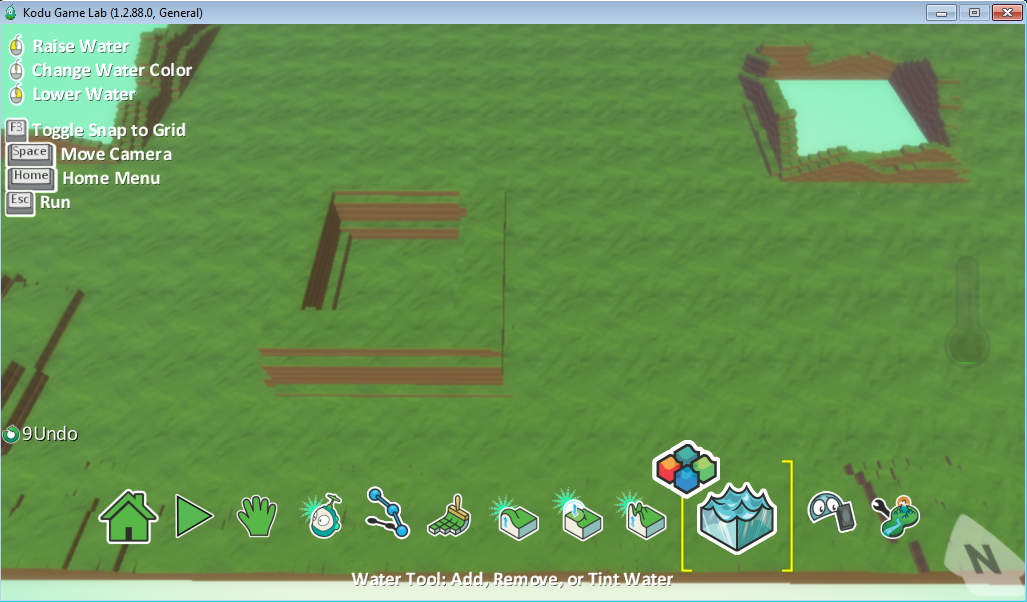 Kodu Game Lab (1.2.88.0, General)
Raise Water
Change Water Color
Lower Water
F3 Toggle Snap to Grid
Space Move Camera
Home Home Menu
Esc Run
9Undo
N
Water Tool: Add, Remove, or Tint Water